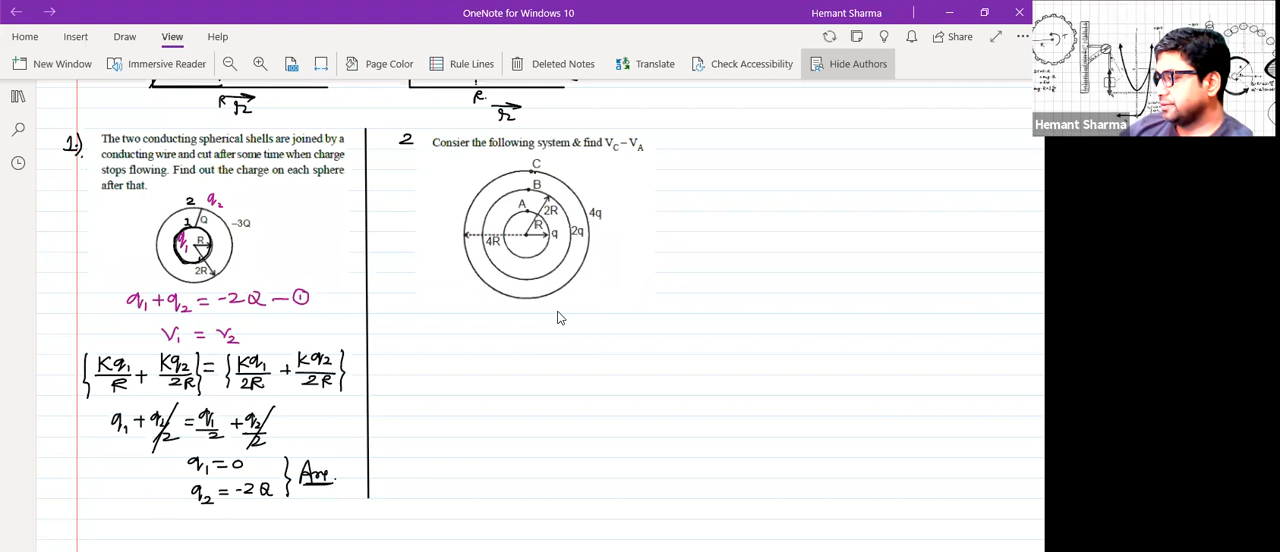 OneNote for Windows 10
Hemant Sharma
Home Insert Draw View Help
Share
New Window Immersive Reader Page Color Rule Lines Deleted Notes Translate Check Accessibility Hide Authors
Hemant Sharma
R r
R. r
1.) The two conducting spherical shells are joined by a
conducting wire and cut after some time when charge
stops flowing. Find out the charge on each sphere
after that.
2 q₂
1 Q
-3Q
q₁ R
2R
q₁ + q₂ = -2Q — ①
V₁ = V₂
{Kq₁/R + Kq₂/2R} = {Kq₁/2R + Kq₂/2R}
q₁ + q₂/2 = q₁/2 + q₂/2
q₁ = 0
q₂ = -2Q } Ans.
2 Consier the following system & find V_C – V_A
C
B
A 2R 4q
R
4R q 2q